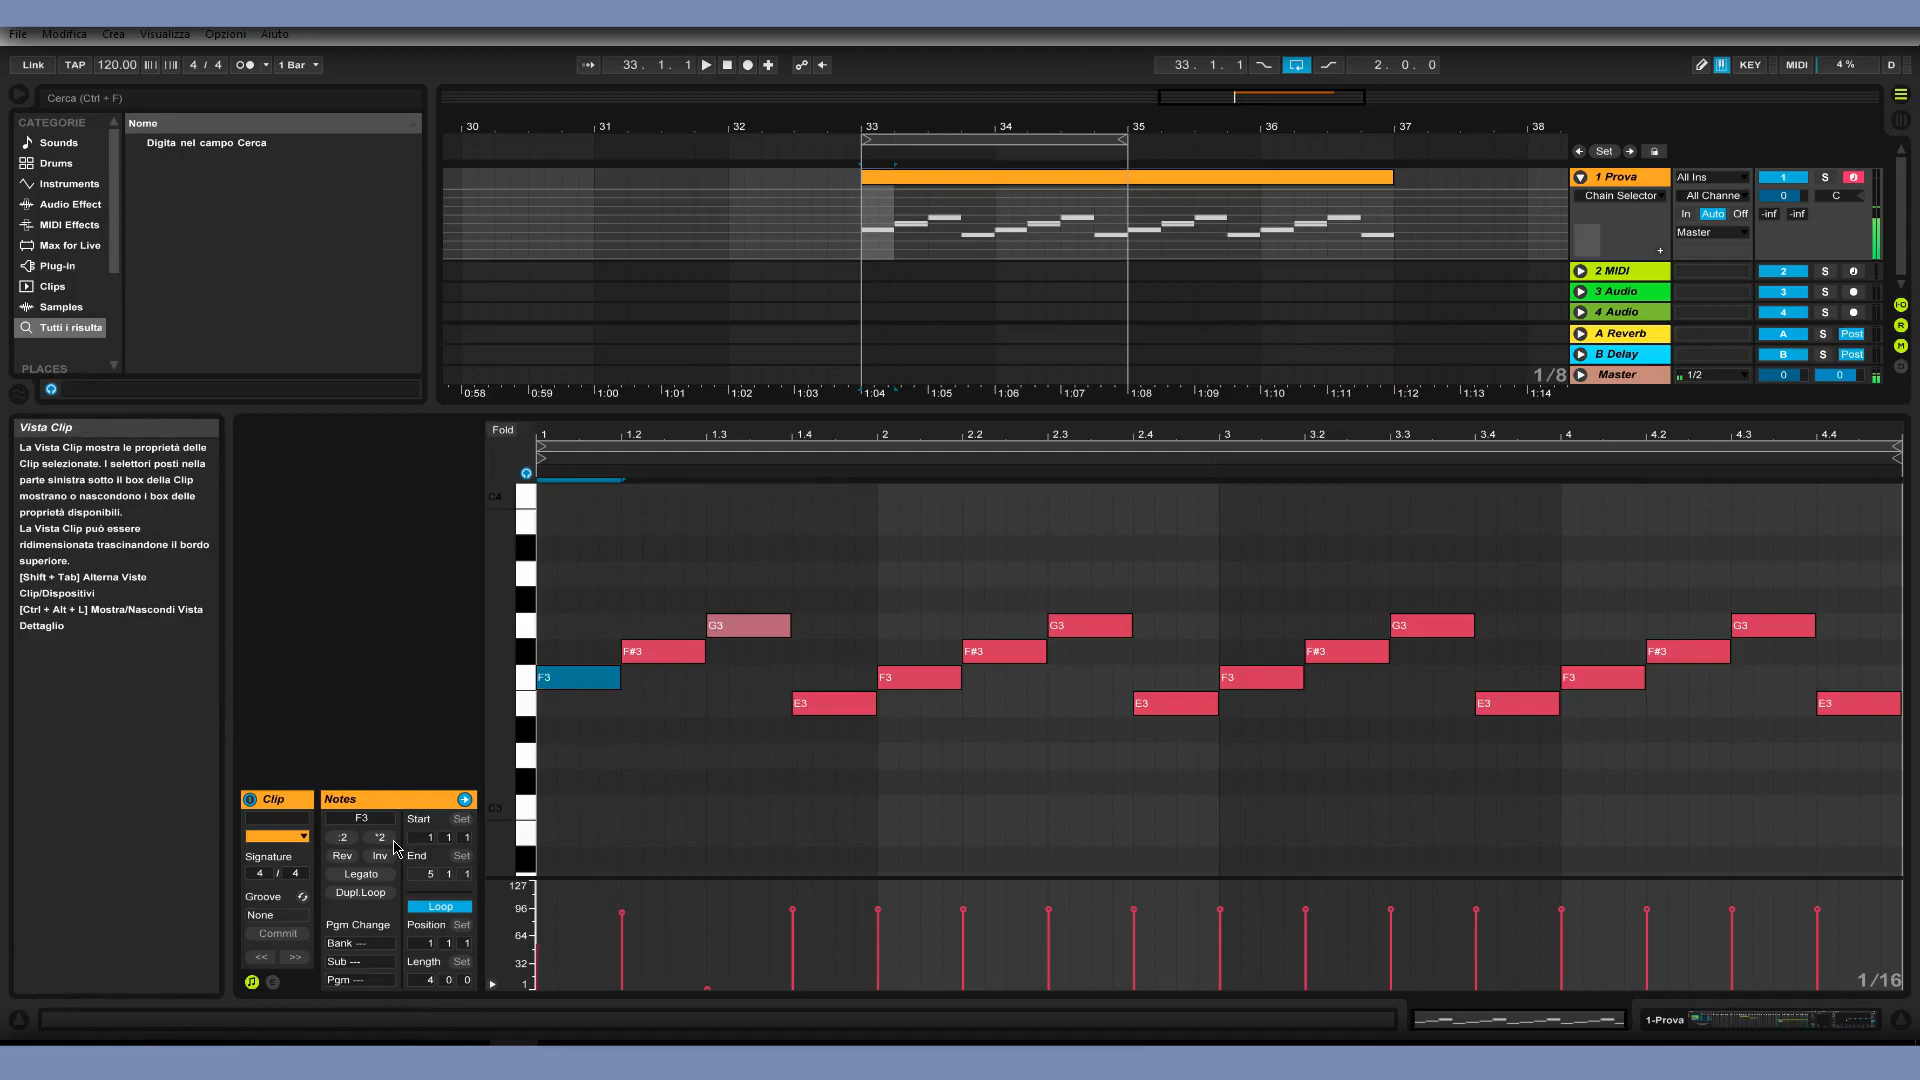 File Modifica Crea Visualizza Opzioni Aiuto
Link TAP 120.00 4 / 4 1 Bar 33. 1. 1 33. 1. 1 2. 0. 0 KEY MIDI 4 % D
Cerca (Ctrl + F)
CATEGORIE
Sounds
Drums
Instruments
Audio Effect
MIDI Effects
Max for Live
Plug-in
Clips
Samples
Tutti i risulta
PLACES
Nome
Digita nel campo Cerca
30 31 32 33 34 35 36 37 38
Set
1 Prova All Ins 1 S
Chain Selector All Channe 0 C
In Auto Off -inf -inf
Master
2 MIDI 2 S
3 Audio 3 S
4 Audio 4 S
A Reverb A S Post
B Delay B S Post
1/8 Master 1/2 0 0
0:58 0:59 1:00 1:01 1:02 1:03 1:04 1:05 1:06 1:07 1:08 1:09 1:10 1:11 1:12 1:13 1:14
I-O
R
M
D
Vista Clip
La Vista Clip mostra le proprietà delle
Clip selezionate. I selettori posti nella
parte sinistra sotto il box della Clip
mostrano o nascondono i box delle
proprietà disponibili.
La Vista Clip può essere
ridimensionata trascinandone il bordo
superiore.
[Shift + Tab] Alterna Viste
Clip/Dispositivi
[Ctrl + Alt + L] Mostra/Nascondi Vista
Dettaglio
Clip
Signature
4 / 4
Groove
None
Commit
<< >>
E
Notes
F3
:2 *2
Rev Inv
Legato
Dupl.Loop
Pgm Change
Bank ---
Sub ---
Pgm ---
Start Set
1 1 1
End Set
5 1 1
Loop
Position Set
1 1 1
Length Set
4 0 0
Fold 1 1.2 1.3 1.4 2 2.2 2.3 2.4 3 3.2 3.3 3.4 4 4.2 4.3 4.4
C4
G3 G3 G3 G3
F#3 F#3 F#3 F#3
F3 F3 F3 F3
E3 E3 E3 E3
C3
127
96
64
32
1
1/16
1-Prova